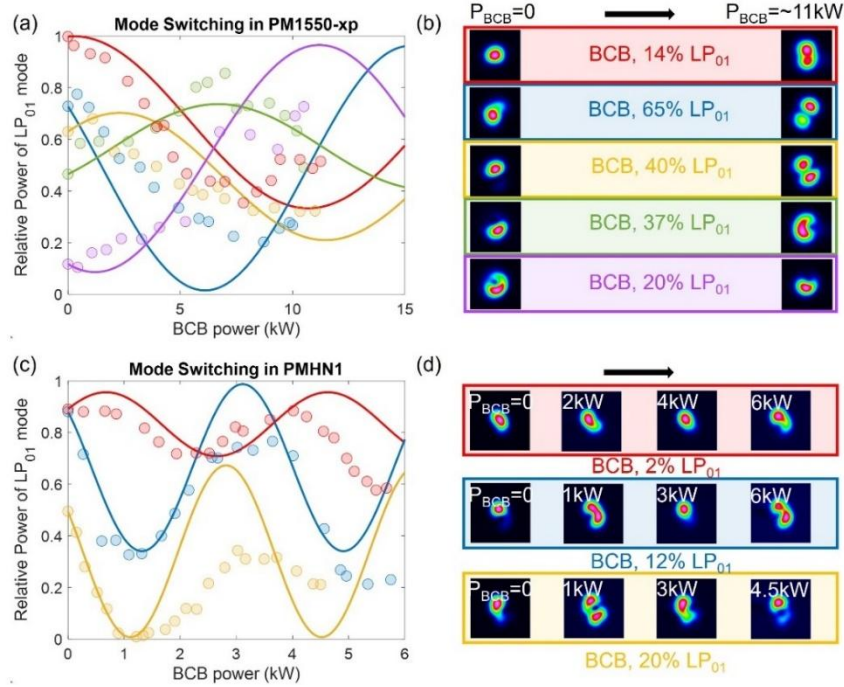 (a)
Mode Switching in PM1550-xp
Relative Power of LP01 mode
1
0.8
0.6
0.4
0.2
0
0
5
10
15
BCB power (kW)
(b)
PBCB=0
PBCB=~11kW
BCB, 14% LP01
BCB, 65% LP01
BCB, 40% LP01
BCB, 37% LP01
BCB, 20% LP01
(c)
Mode Switching in PMHN1
Relative Power of LP01 mode
1
0.8
0.6
0.4
0.2
0
0
1
2
3
4
5
6
BCB power (kW)
(d)
PBCB=0
2kW
4kW
6kW
BCB, 2% LP01
PBCB=0
1kW
3kW
6kW
BCB, 12% LP01
PBCB=0
1kW
3kW
4.5kW
BCB, 20% LP01